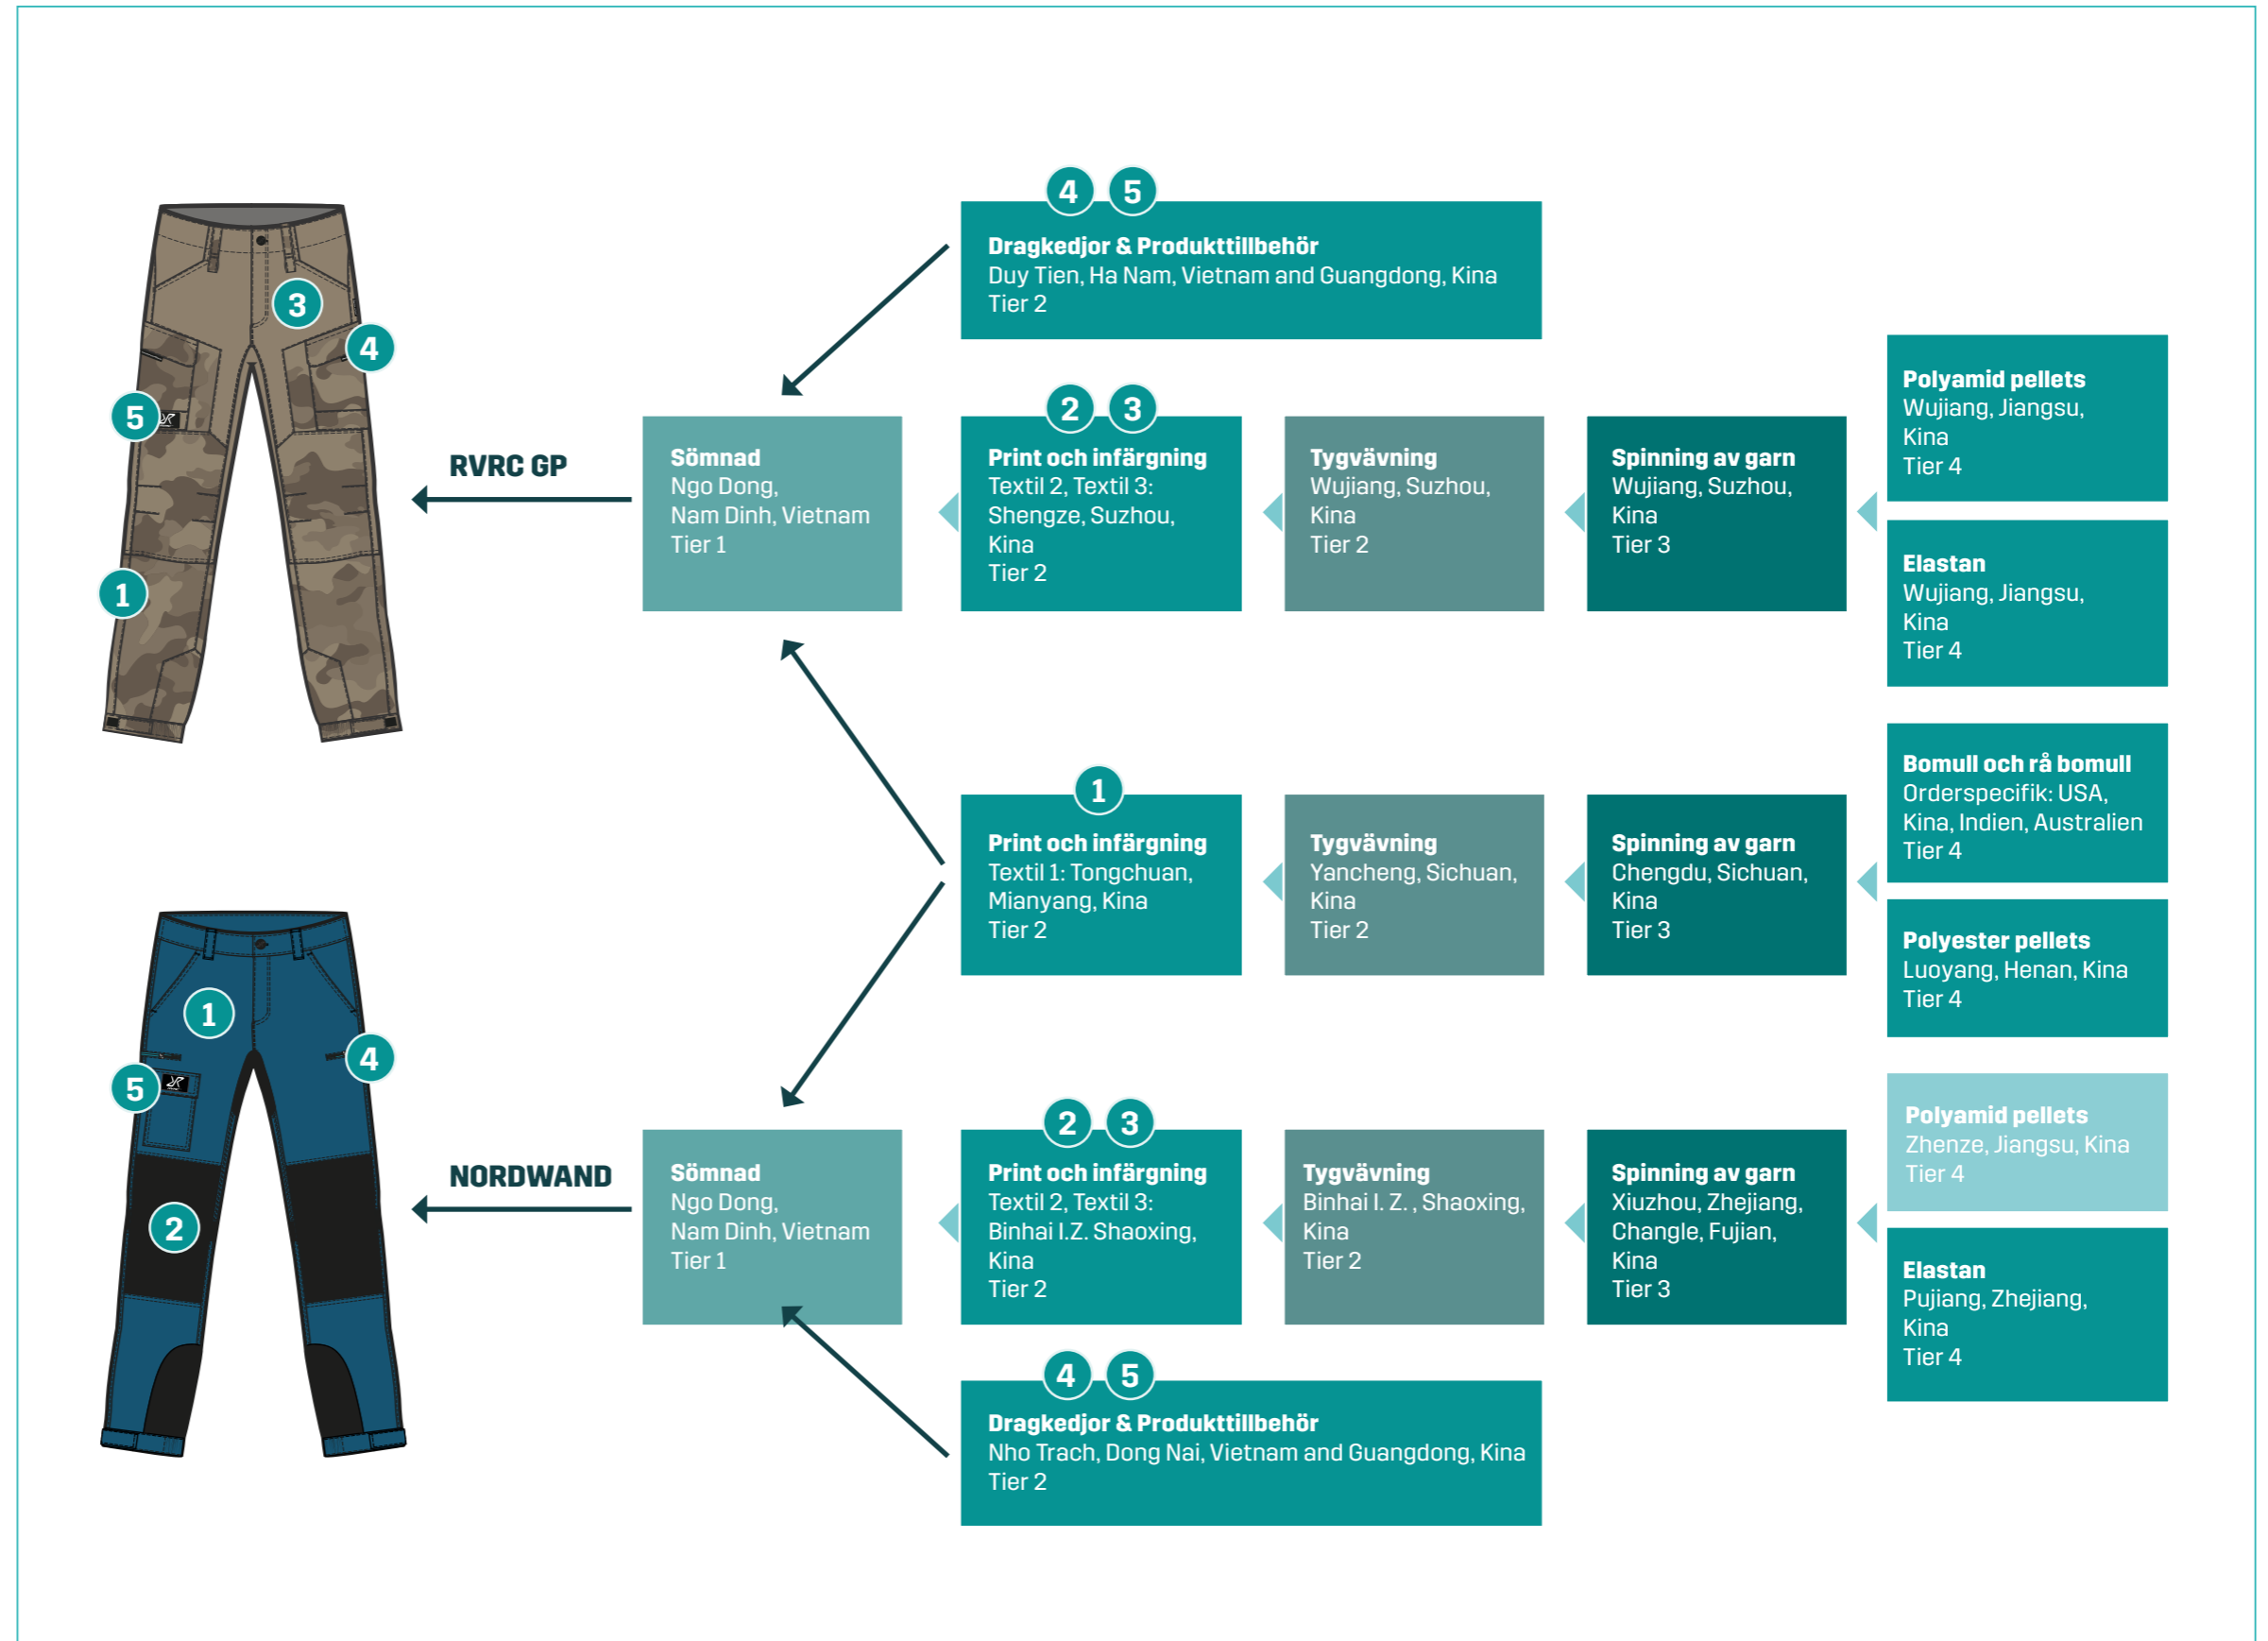 4 5
Dragkedjor & Produkttillbehör
Duy Tien, Ha Nam, Vietnam and Guangdong, Kina
Tier 2
3
4
5
1
RVRC GP
Sömnad
Ngo Dong,
Nam Dinh, Vietnam
Tier 1
2 3
Print och infärgning
Textil 2, Textil 3:
Shengze, Suzhou,
Kina
Tier 2
Tygvävning
Wujiang, Suzhou,
Kina
Tier 2
Spinning av garn
Wujiang, Suzhou,
Kina
Tier 3
Polyamid pellets
Wujiang, Jiangsu,
Kina
Tier 4
Elastan
Wujiang, Jiangsu,
Kina
Tier 4
1
Print och infärgning
Textil 1: Tongchuan,
Mianyang, Kina
Tier 2
Tygvävning
Yancheng, Sichuan,
Kina
Tier 2
Spinning av garn
Chengdu, Sichuan,
Kina
Tier 3
Bomull och rå bomull
Orderspecifik: USA,
Kina, Indien, Australien
Tier 4
Polyester pellets
Luoyang, Henan, Kina
Tier 4
1
4
5
2
NORDWAND
Sömnad
Ngo Dong,
Nam Dinh, Vietnam
Tier 1
2 3
Print och infärgning
Textil 2, Textil 3:
Binhai I.Z. Shaoxing,
Kina
Tier 2
Tygvävning
Binhai I. Z. , Shaoxing,
Kina
Tier 2
Spinning av garn
Xiuzhou, Zhejiang,
Changle, Fujian,
Kina
Tier 3
Polyamid pellets
Zhenze, Jiangsu, Kina
Tier 4
Elastan
Pujiang, Zhejiang,
Kina
Tier 4
4 5
Dragkedjor & Produkttillbehör
Nho Trach, Dong Nai, Vietnam and Guangdong, Kina
Tier 2